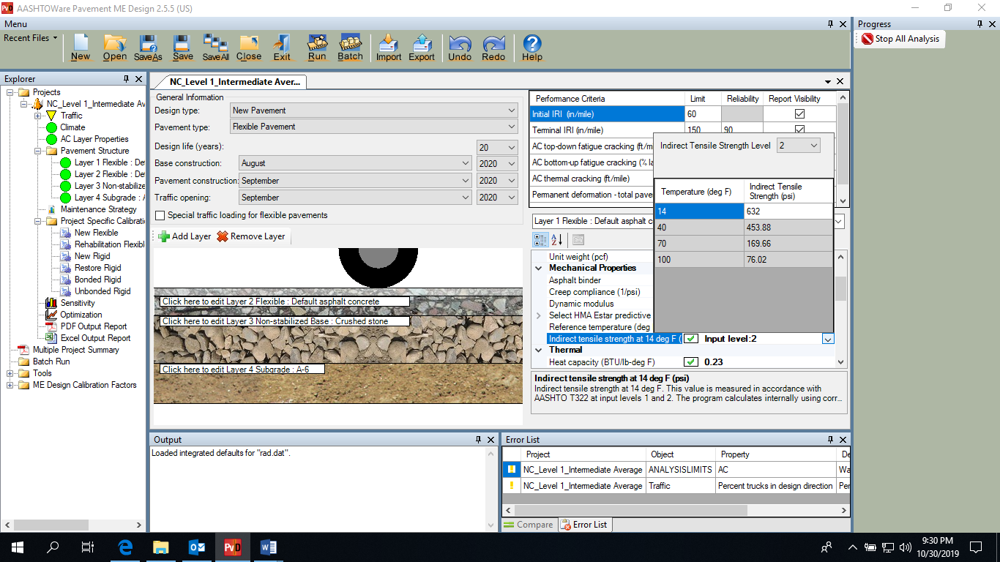 AASHTOWare Pavement ME Design 2.5.5 (US)
Menu
Recent Files
New
Open
SaveAs
Save
SaveAll
Close
Exit
Run
Batch
Import
Export
Undo
Redo
Help
Progress
Stop All Analysis
Explorer
Projects
NC_Level 1_Intermediate Av
Traffic
Climate
AC Layer Properties
Pavement Structure
Layer 1 Flexible : De
Layer 2 Flexible : De
Layer 3 Non-stabilize
Layer 4 Subgrade : A
Maintenance Strategy
Project Specific Calibratio
New Flexible
Rehabilitation Flexibl
New Rigid
Restore Rigid
Bonded Rigid
Unbonded Rigid
Sensitivity
Optimization
PDF Output Report
Excel Output Report
Multiple Project Summary
Batch Run
Tools
ME Design Calibration Factors
NC_Level 1_Intermediate Aver...
General Information
Design type: New Pavement
Pavement type: Flexible Pavement
Design life (years): 20
Base construction: August 2020
Pavement construction: September 2020
Traffic opening: September 2020
Special traffic loading for flexible pavements
Add Layer Remove Layer
Click here to edit Layer 2 Flexible : Default asphalt concrete
Click here to edit Layer 3 Non-stabilized Base : Crushed stone
Click here to edit Layer 4 Subgrade : A-6
Performance Criteria Limit Reliability Report Visibility
Initial IRI (in/mile) 60
Terminal IRI (in/mile) 150 90
AC top-down fatigue cracking (ft/m
AC bottom-up fatigue cracking (% la
AC thermal cracking (ft/mile)
Permanent deformation - total pave
Indirect Tensile Strength Level 2
Temperature (deg F) Indirect Tensile Strength (psi)
14 632
40 453.88
70 169.66
100 76.02
Layer 1 Flexible : Default asphalt c
Unit weight (pcf)
Mechanical Properties
Asphalt binder
Creep compliance (1/psi)
Dynamic modulus
Select HMA Estar predictive
Reference temperature (deg
Indirect tensile strength at 14 deg F ( Input level:2
Thermal
Heat capacity (BTU/lb-deg F) 0.23
Indirect tensile strength at 14 deg F (psi)
Indirect tensile strength at 14 deg F. This value is measured in accordance with
AASHTO T322 at input levels 1 and 2. The program calculates internally using corr...
Output
Loaded integrated defaults for "rad.dat".
Error List
Project Object Property De
NC_Level 1_Intermediate Average ANALYSISLIMITS AC Wa
NC_Level 1_Intermediate Average Traffic Percent trucks in design direction Per
Compare Error List
9:30 PM
10/30/2019